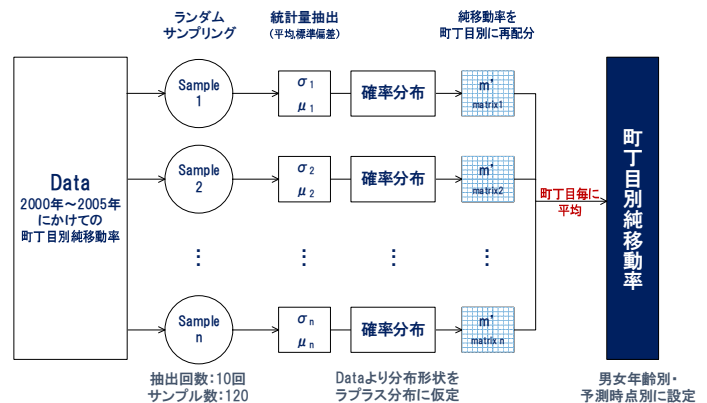 ランダム
サンプリング
統計量抽出
(平均,標準偏差)
純移動率を
町丁目別に再配分
Data
2000年～2005年
にかけての
町丁目別純移動率
Sample
1
σ1
μ1
確率分布
m'
matrix1
Sample
2
σ2
μ2
確率分布
m'
matrix2
⋮ ⋮ ⋮ ⋮
Sample
n
σn
μn
確率分布
m'
matrix n
町丁目毎に
平均
町丁目別純移動率
抽出回数：10回
サンプル数：120
Dataより分布形状を
ラプラス分布に仮定
男女年齢別・
予測時点別に設定